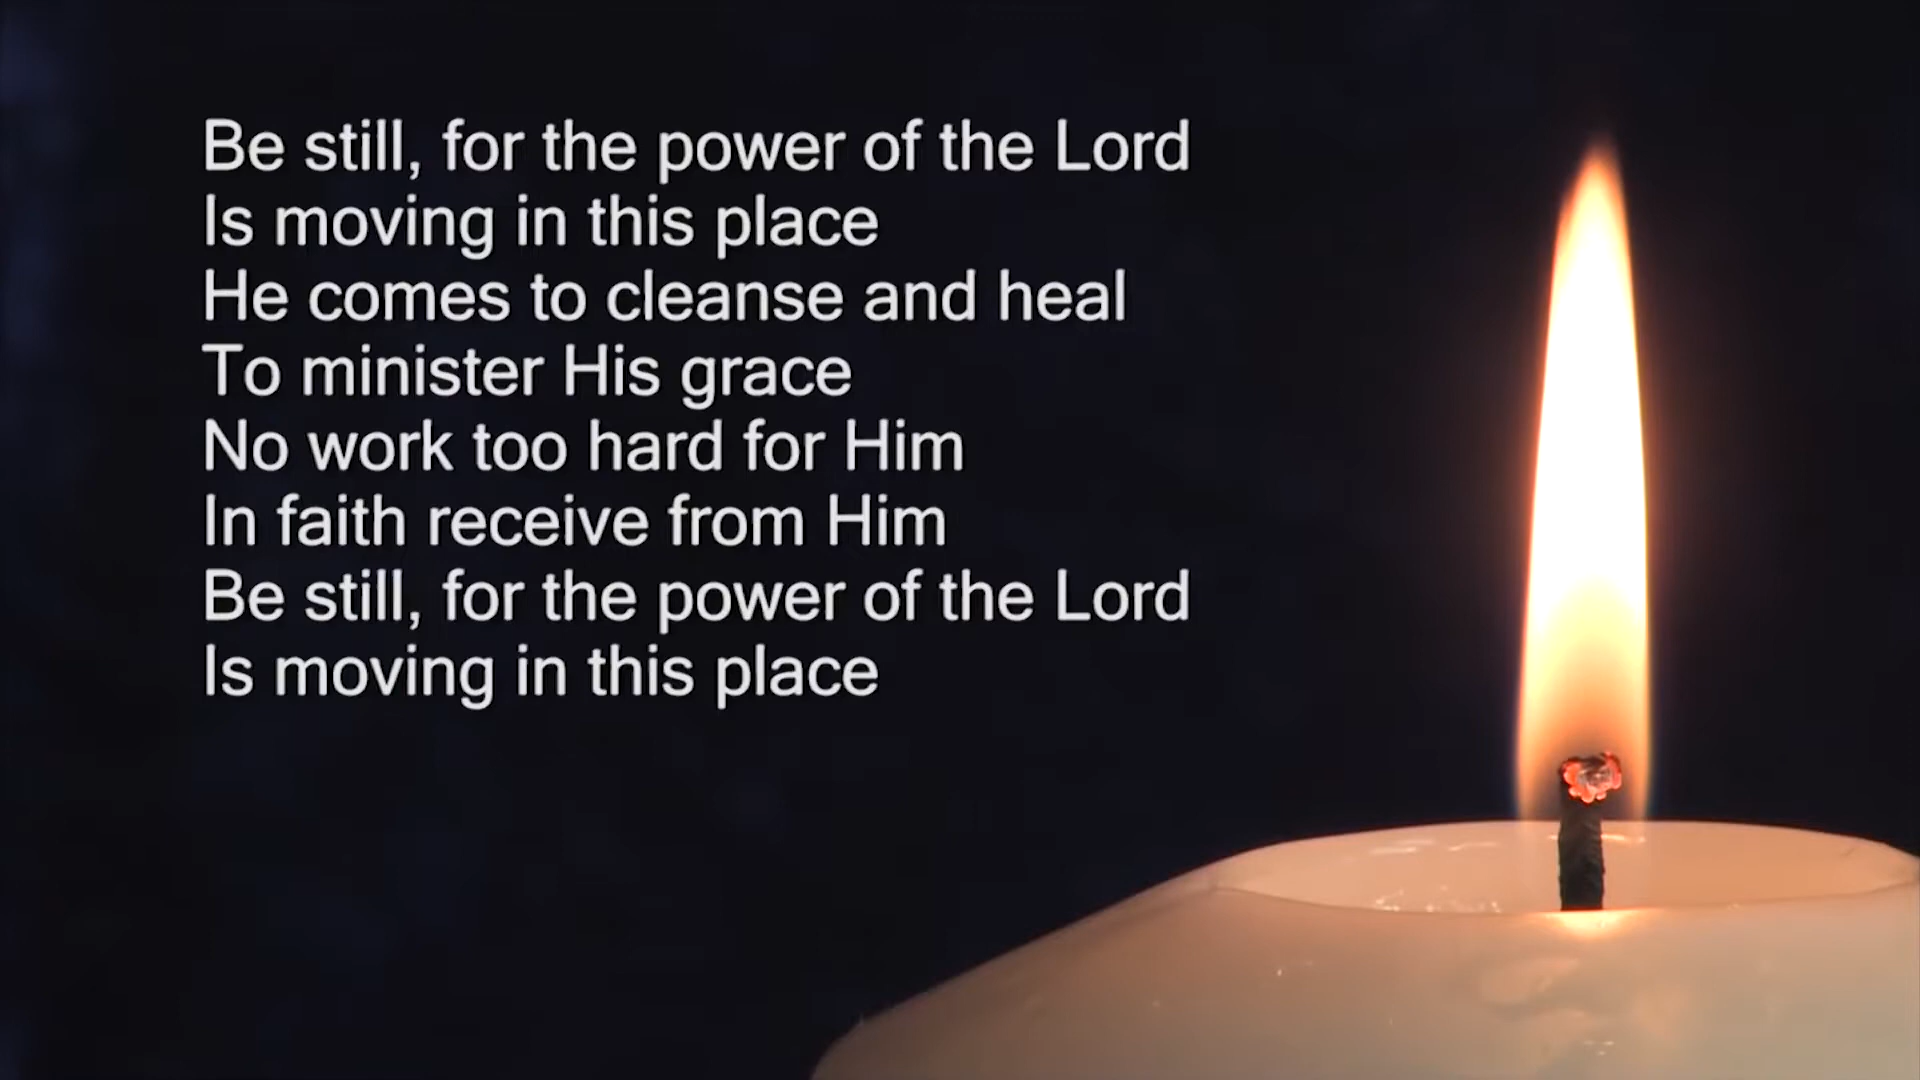 Be still, for the power of the Lord
Is moving in this place
He comes to cleanse and heal
To minister His grace
No work too hard for Him
In faith receive from Him
Be still, for the power of the Lord
Is moving in this place